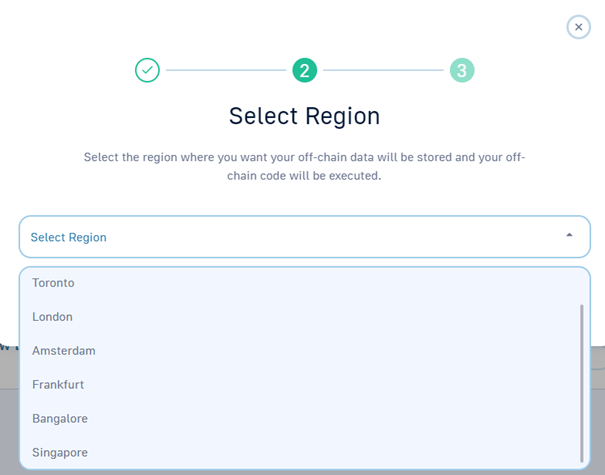 2
3
Select Region
Select the region where you want your off-chain data will be stored and your off-
chain code will be executed.
Select Region
Toronto
London
Amsterdam
Frankfurt
Bangalore
Singapore